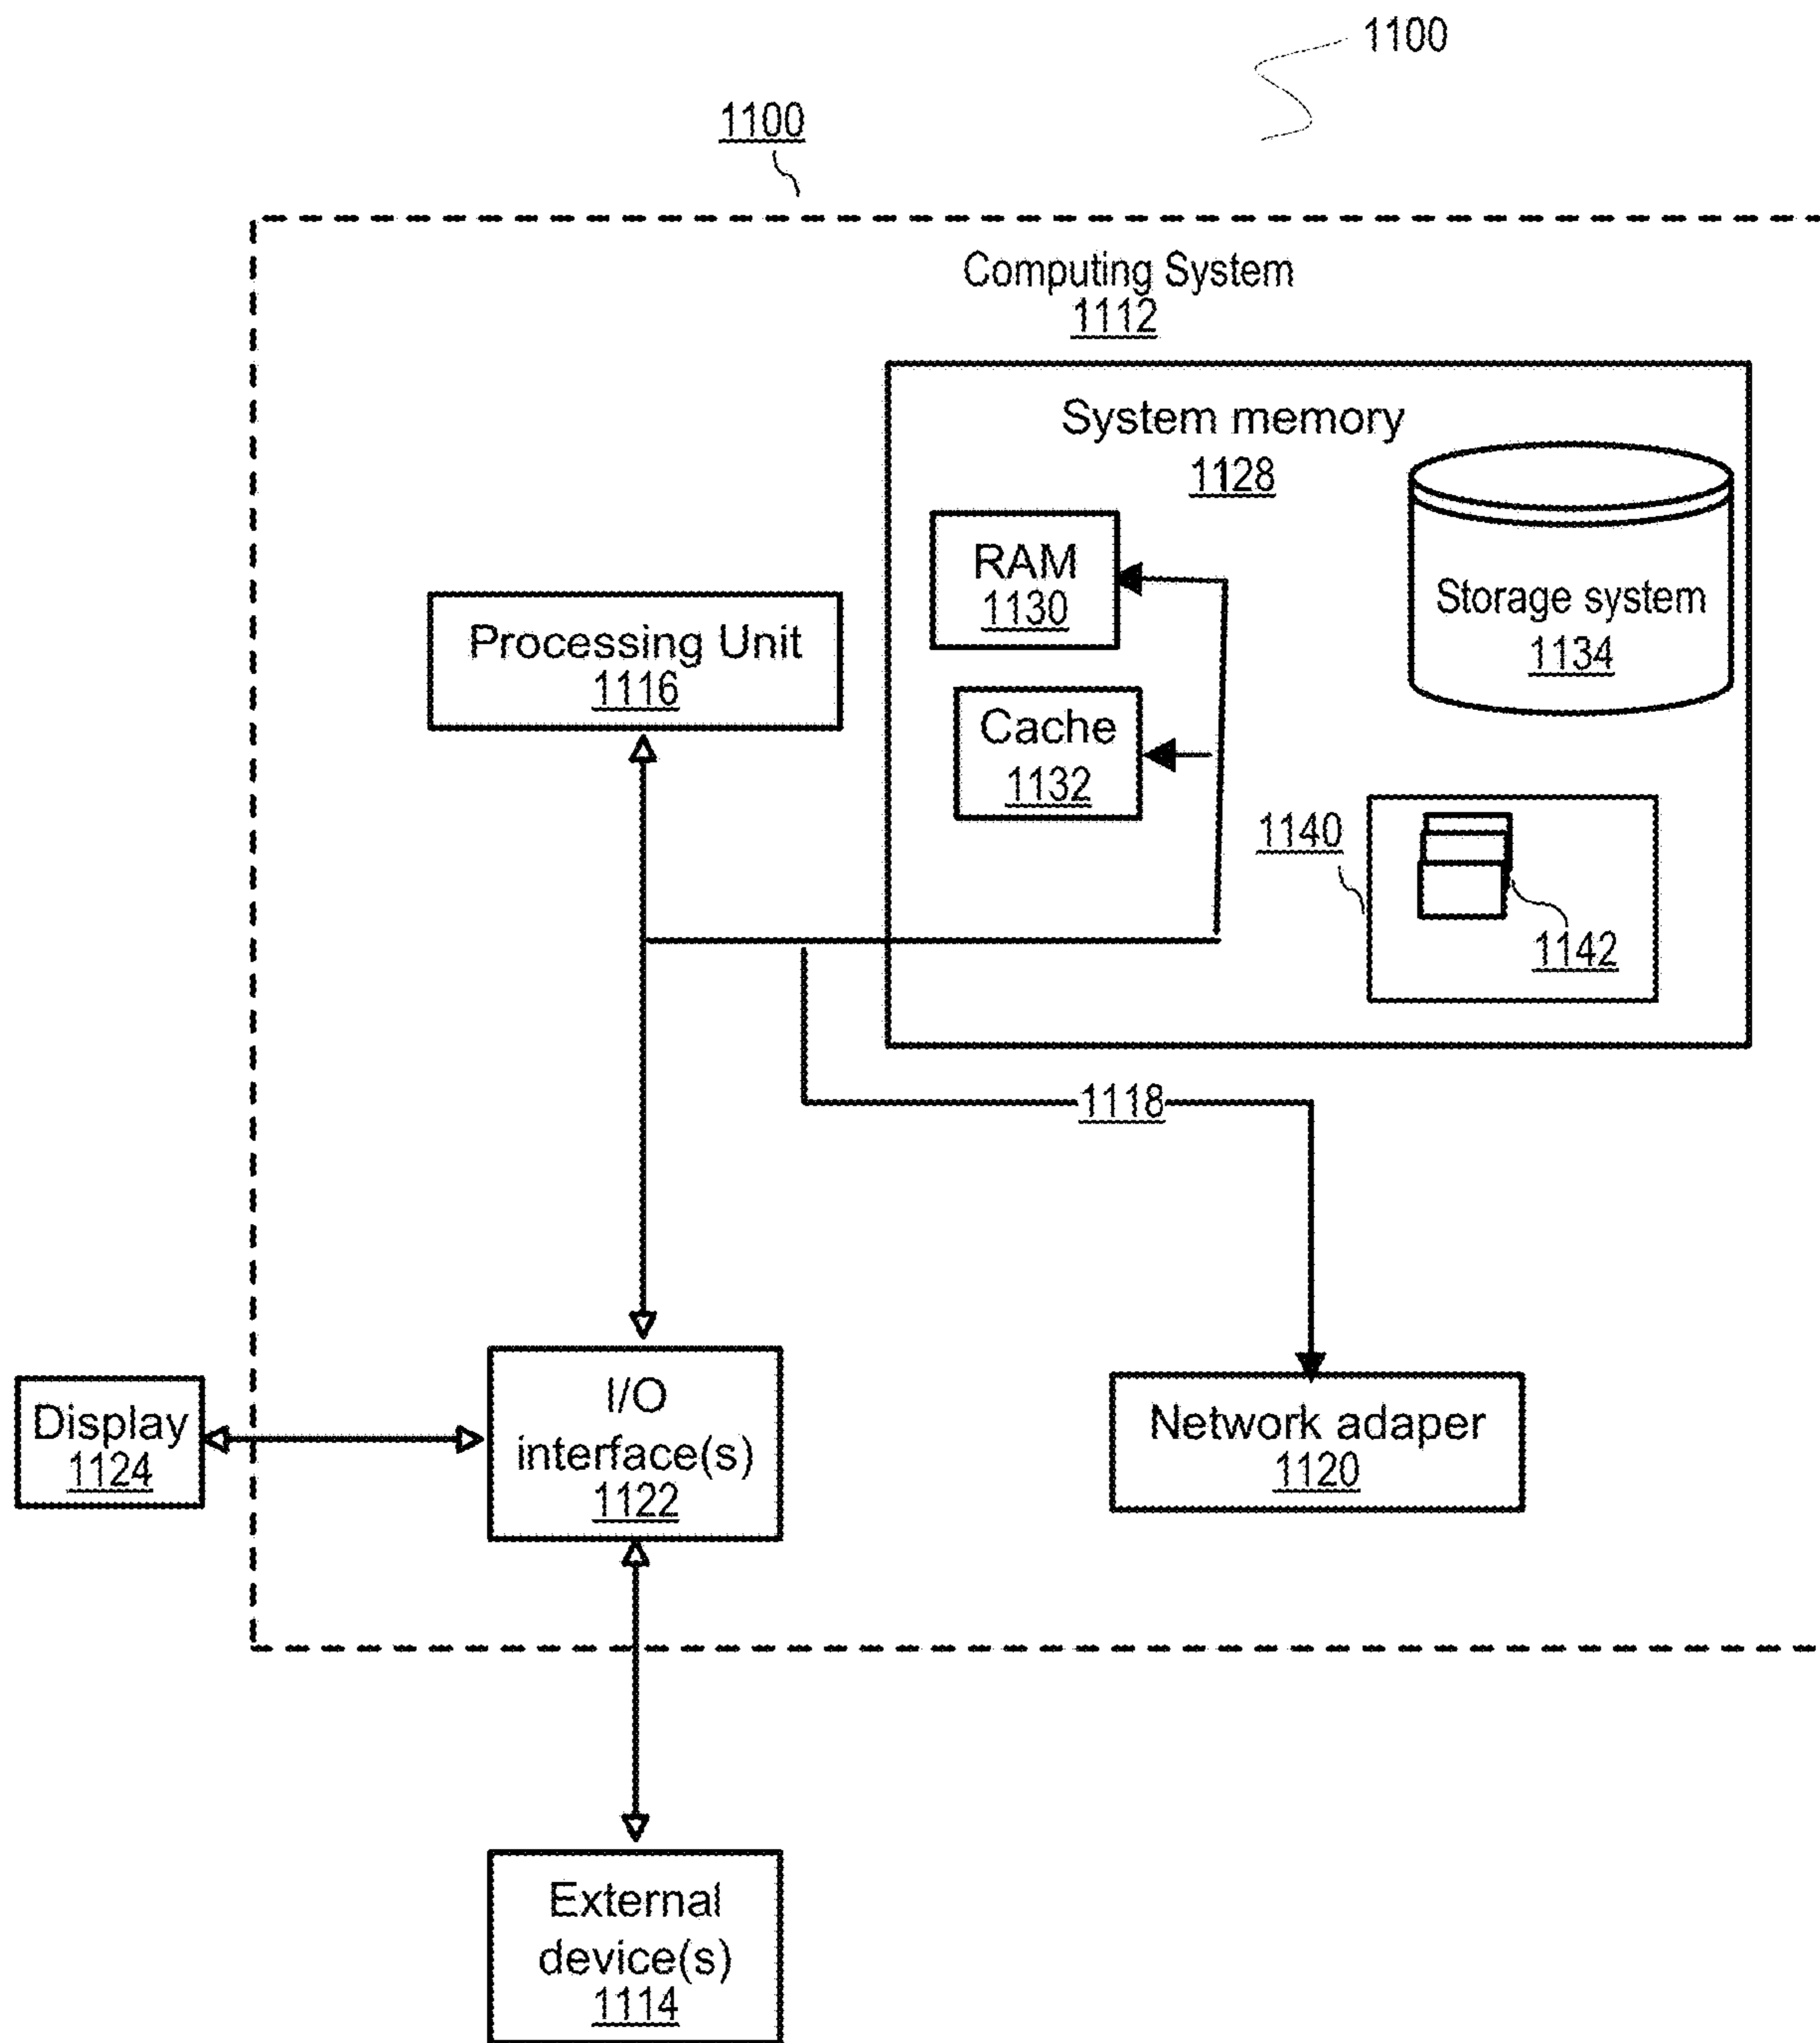 1100
1100
Computing System
1112
System memory
1128
RAM
1130
Storage system
1134
Processing Unit
1116
Cache
1132
1140
1142
1118
I/O
interface(s)
1122
Display
1124
Network adaper
1120
External
device(s)
1114